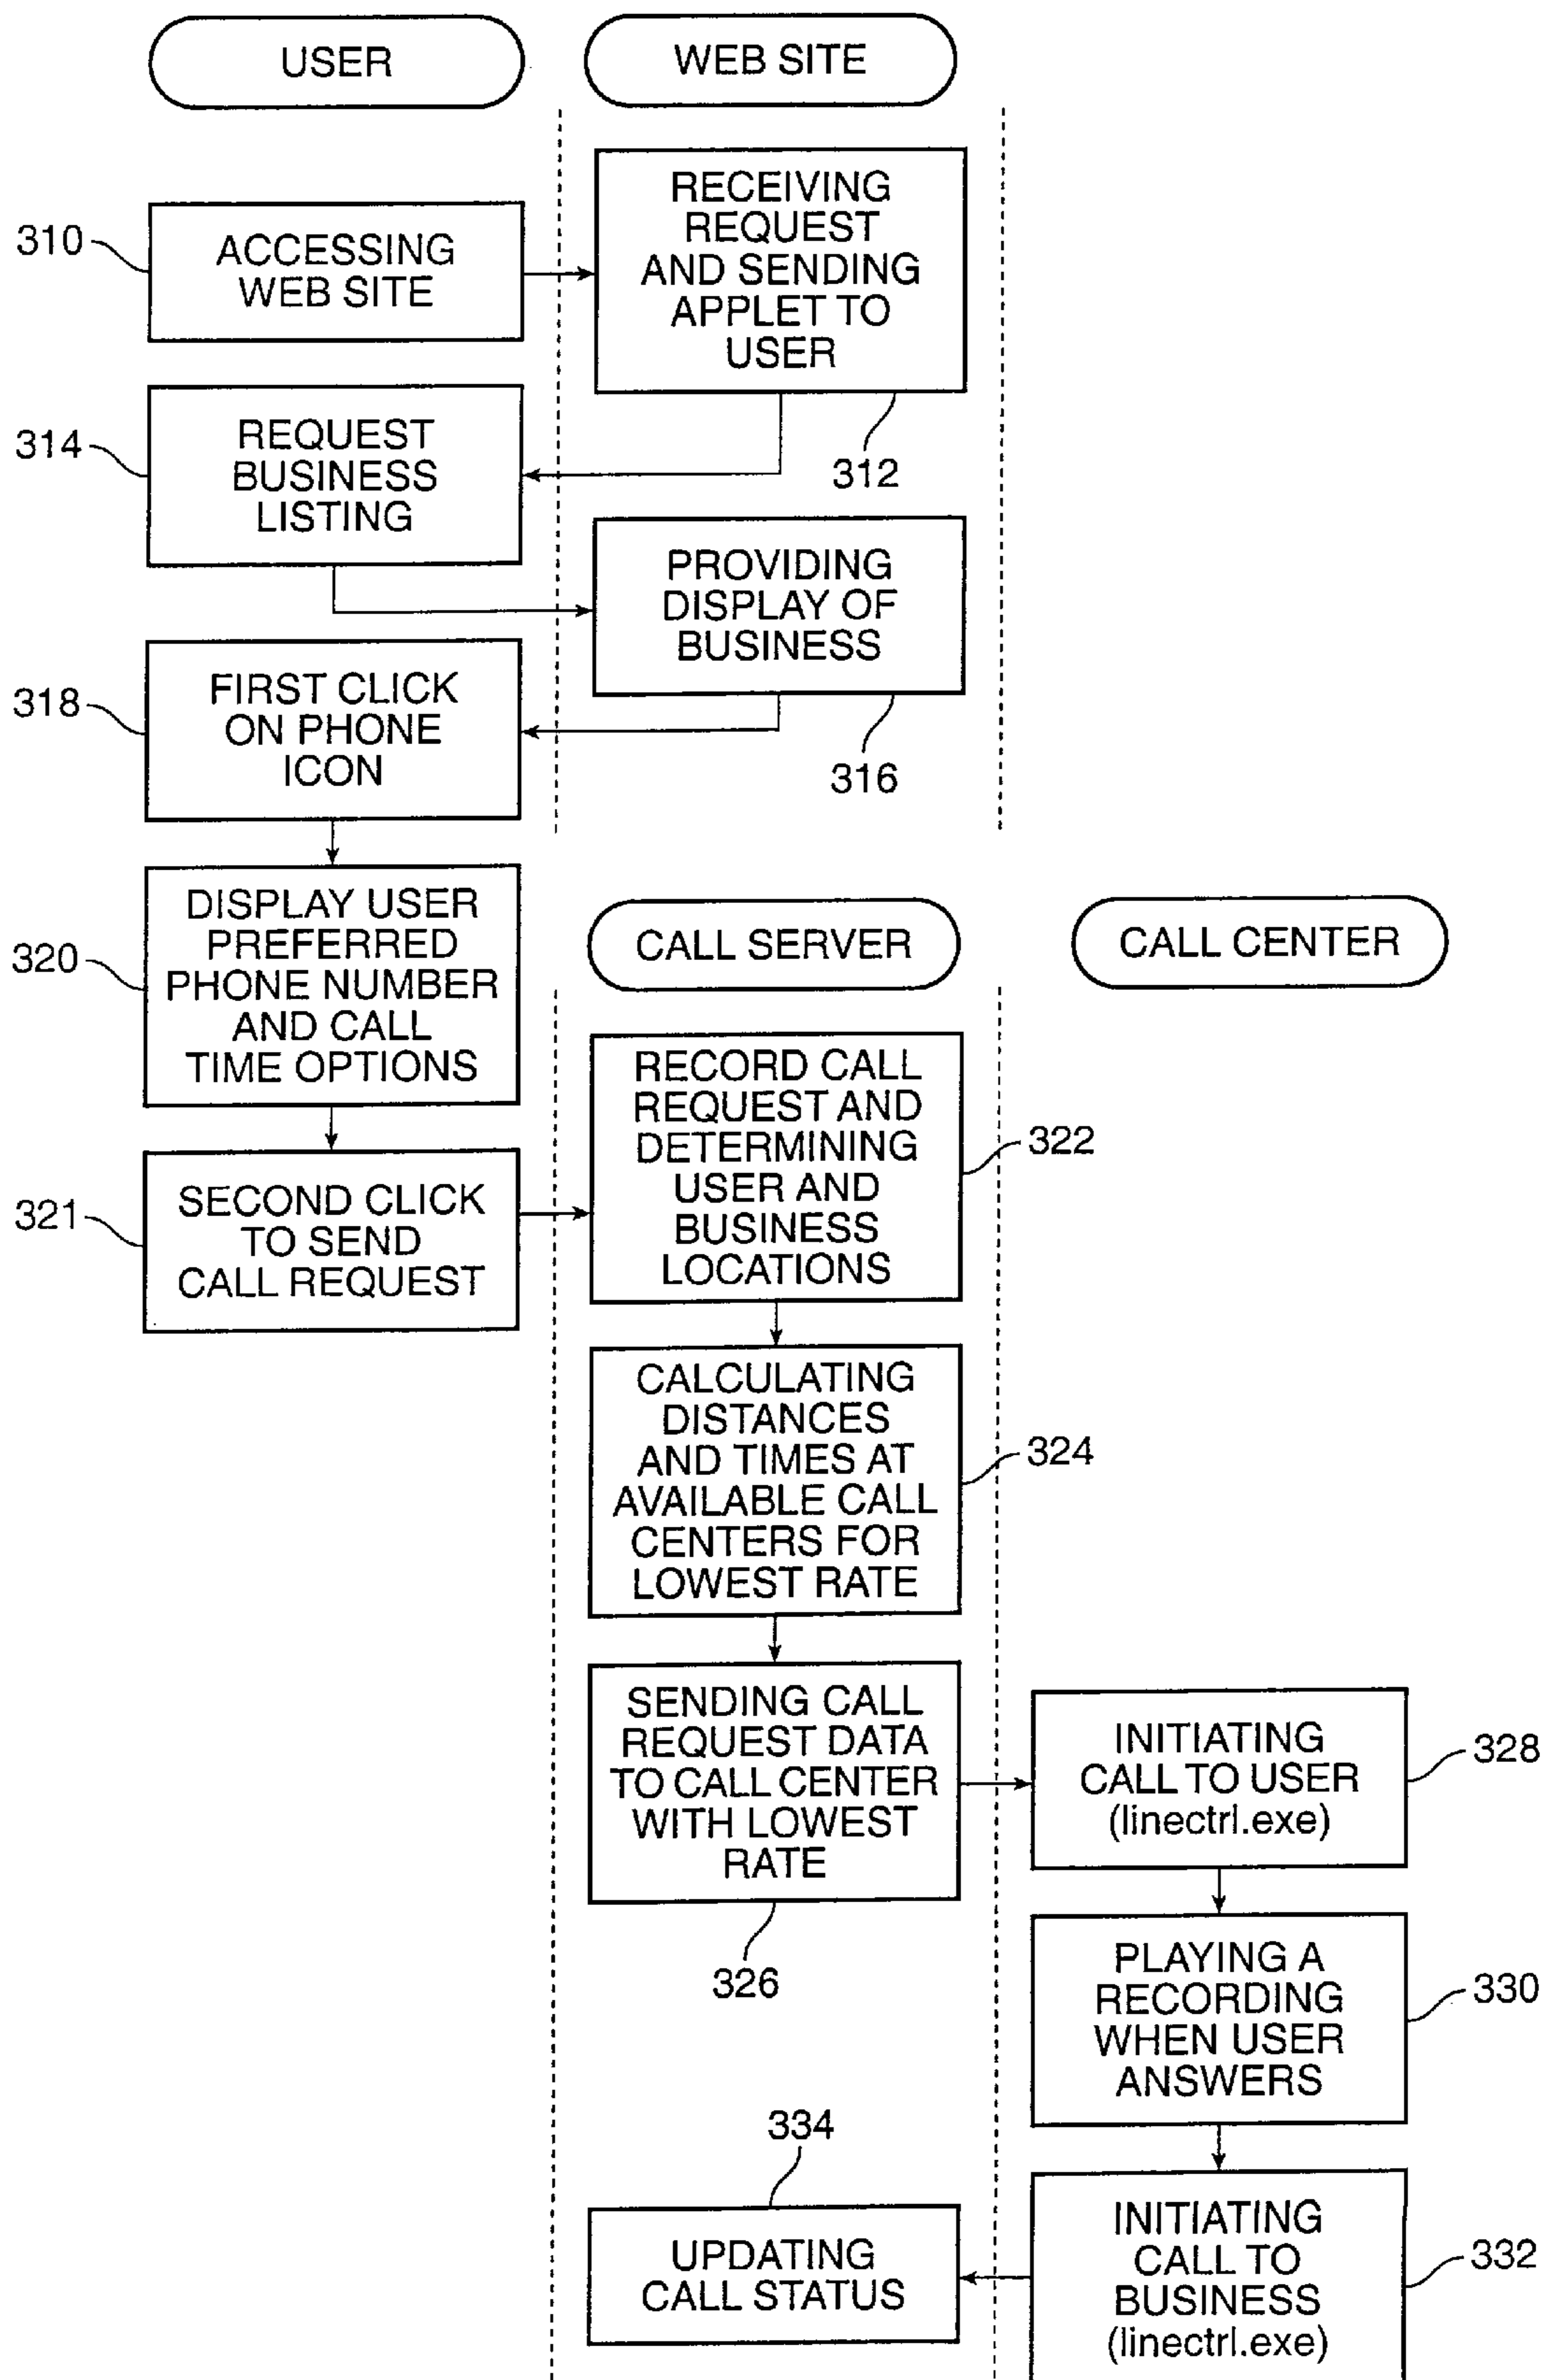 USER
WEB SITE
310
ACCESSING
WEB SITE
RECEIVING
REQUEST
AND SENDING
APPLET TO
USER
312
314
REQUEST
BUSINESS
LISTING
PROVIDING
DISPLAY OF
BUSINESS
316
318
FIRST CLICK
ON PHONE
ICON
320
DISPLAY USER
PREFERRED
PHONE NUMBER
AND CALL
TIME OPTIONS
CALL SERVER
CALL CENTER
321
SECOND CLICK
TO SEND
CALL REQUEST
RECORD CALL
REQUEST AND
DETERMINING
USER AND
BUSINESS
LOCATIONS
322
CALCULATING
DISTANCES
AND TIMES AT
AVAILABLE CALL
CENTERS FOR
LOWEST RATE
324
SENDING CALL
REQUEST DATA
TO CALL CENTER
WITH LOWEST
RATE
326
INITIATING
CALL TO USER
(linectrl.exe)
328
PLAYING A
RECORDING
WHEN USER
ANSWERS
330
334
UPDATING
CALL STATUS
INITIATING
CALL TO
BUSINESS
(linectrl.exe)
332